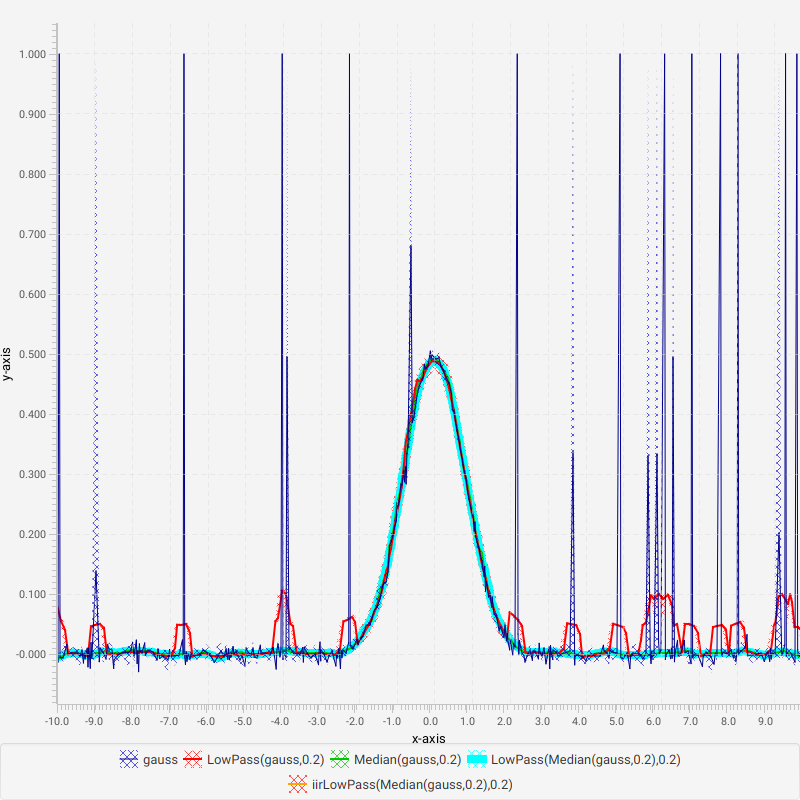 1.000
0.900
0.800
0.700
0.600
0.500
0.400
0.300
0.200
0.100
-0.000
y-axis
-10.0 -9.0 -8.0 -7.0 -6.0 -5.0 -4.0 -3.0 -2.0 -1.0 0.0 1.0 2.0 3.0 4.0 5.0 6.0 7.0 8.0 9.0
x-axis
gauss LowPass(gauss,0.2) Median(gauss,0.2) LowPass(Median(gauss,0.2),0.2)
iirLowPass(Median(gauss,0.2),0.2)